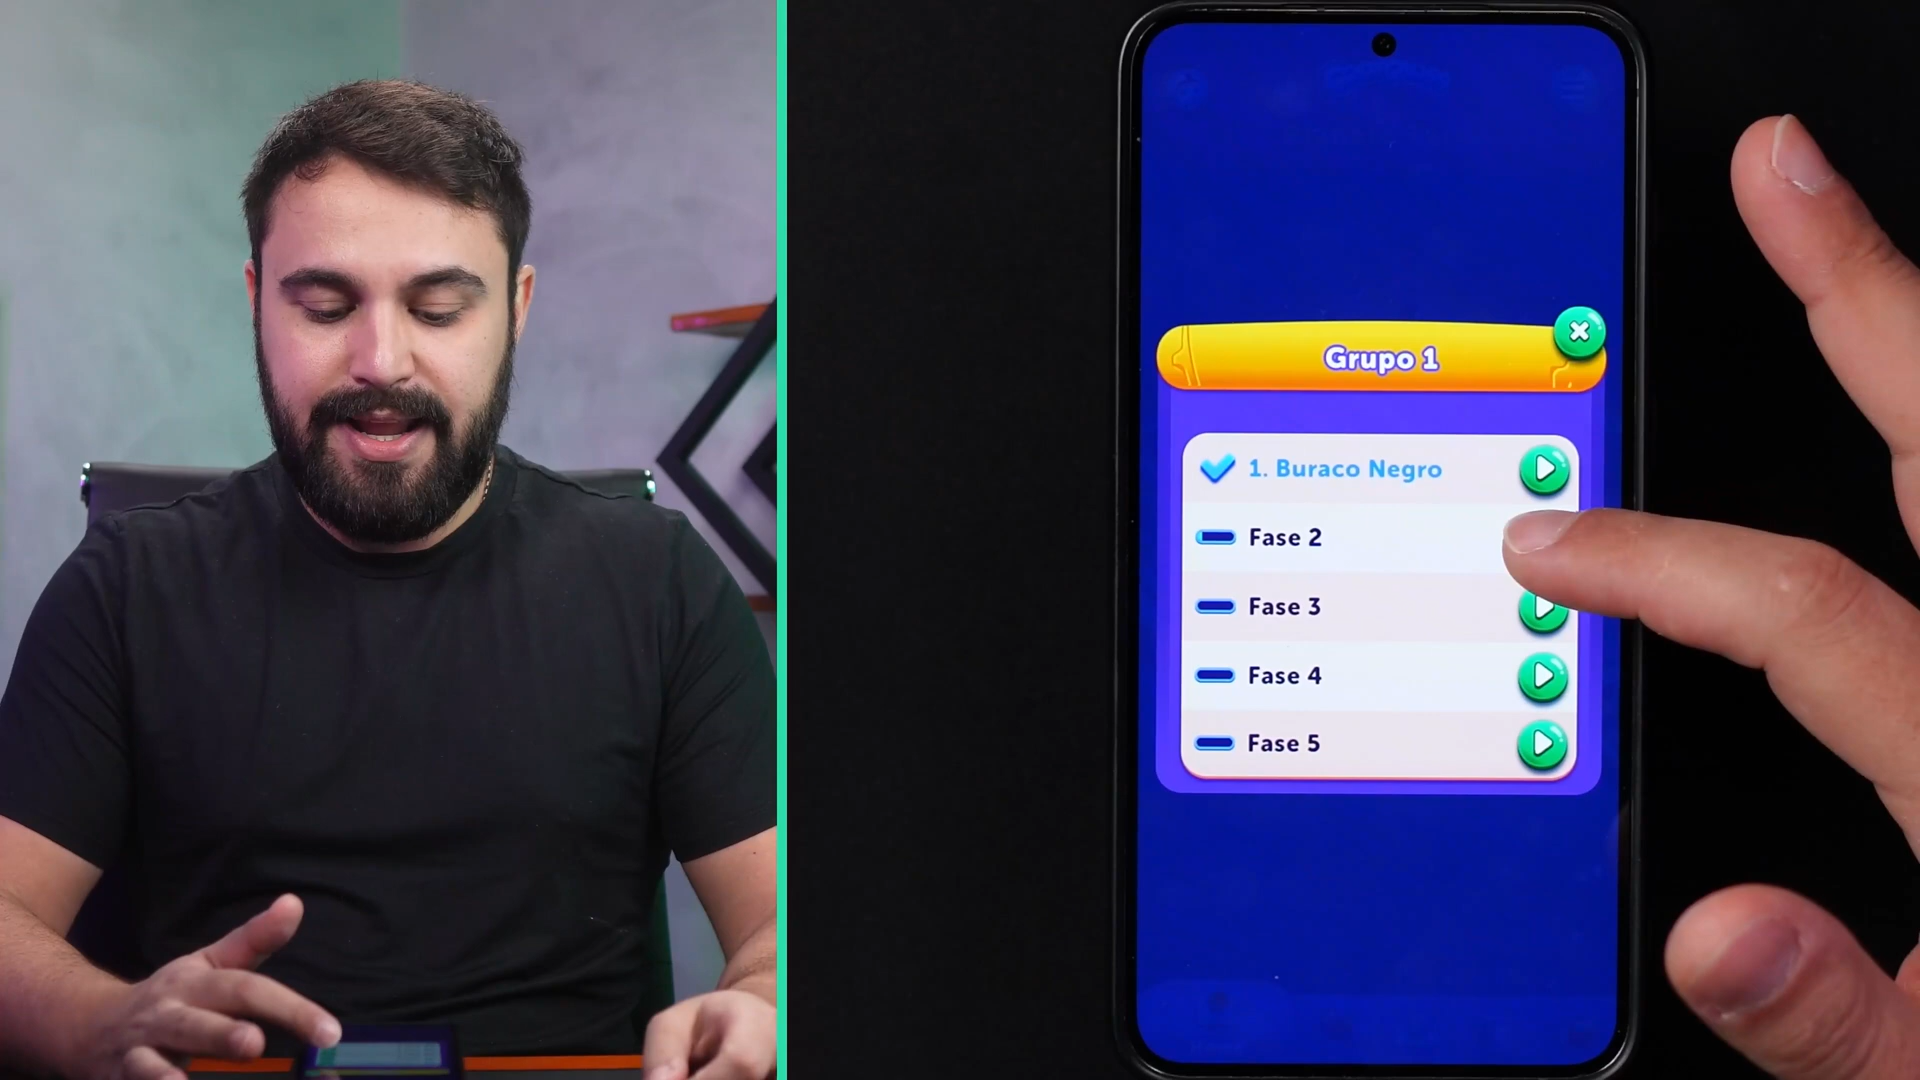 Grupo 1
1. Buraco Negro
Fase 2
Fase 3
Fase 4
Fase 5